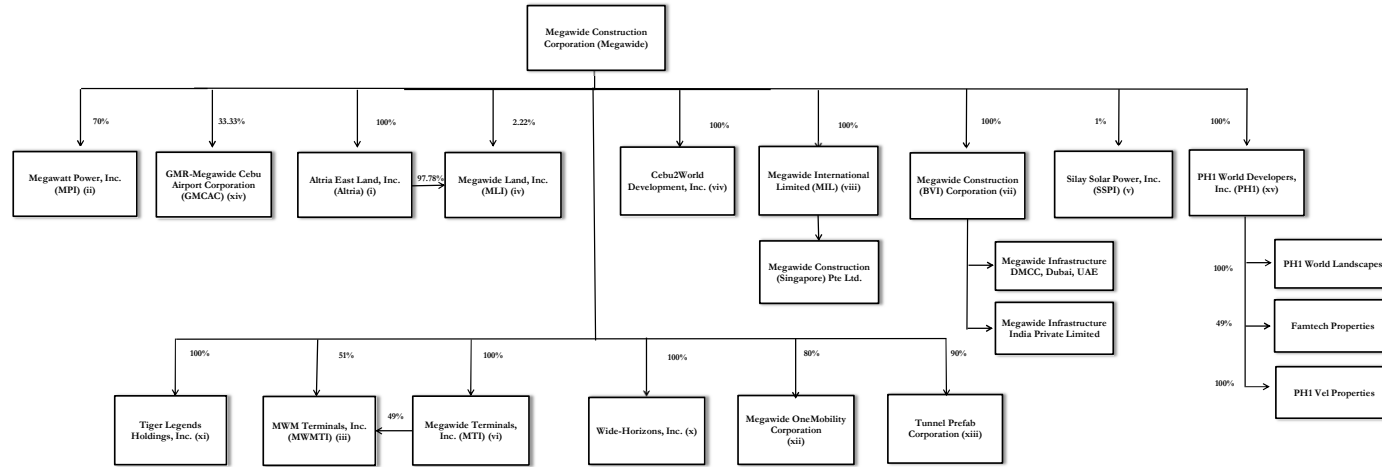 Megawide Construction
Corporation (Megawide)
70%
33.33%
100%
2.22%
100%
100%
100%
1%
100%
Megawatt Power, Inc.
(MPI) (ii)
GMR-Megawide Cebu
Airport Corporation
(GMCAC) (xiv)
Altria East Land, Inc.
(Altria) (i)
97.78%
Megawide Land, Inc.
(MLI) (iv)
Cebu2World
Development, Inc. (viv)
Megawide International
Limited (MIL) (viii)
Megawide Construction
(BVI) Corporation (vii)
Silay Solar Power, Inc.
(SSPI) (v)
PH1 World Developers,
Inc. (PH1) (xv)
Megawide Construction
(Singapore) Pte Ltd.
Megawide Infrastructure
DMCC, Dubai, UAE
Megawide Infrastructure
India Private Limited
100%
PH1 World Landscapes
49%
Famtech Properties
100%
PH1 Vel Properties
100%
51%
100%
100%
80%
90%
Tiger Legends
Holdings, Inc. (xi)
MWM Terminals, Inc.
(MWMTI) (iii)
49%
Megawide Terminals,
Inc. (MTI) (vi)
Wide-Horizons, Inc. (x)
Megawide OneMobility
Corporation
(xii)
Tunnel Prefab
Corporation (xiii)